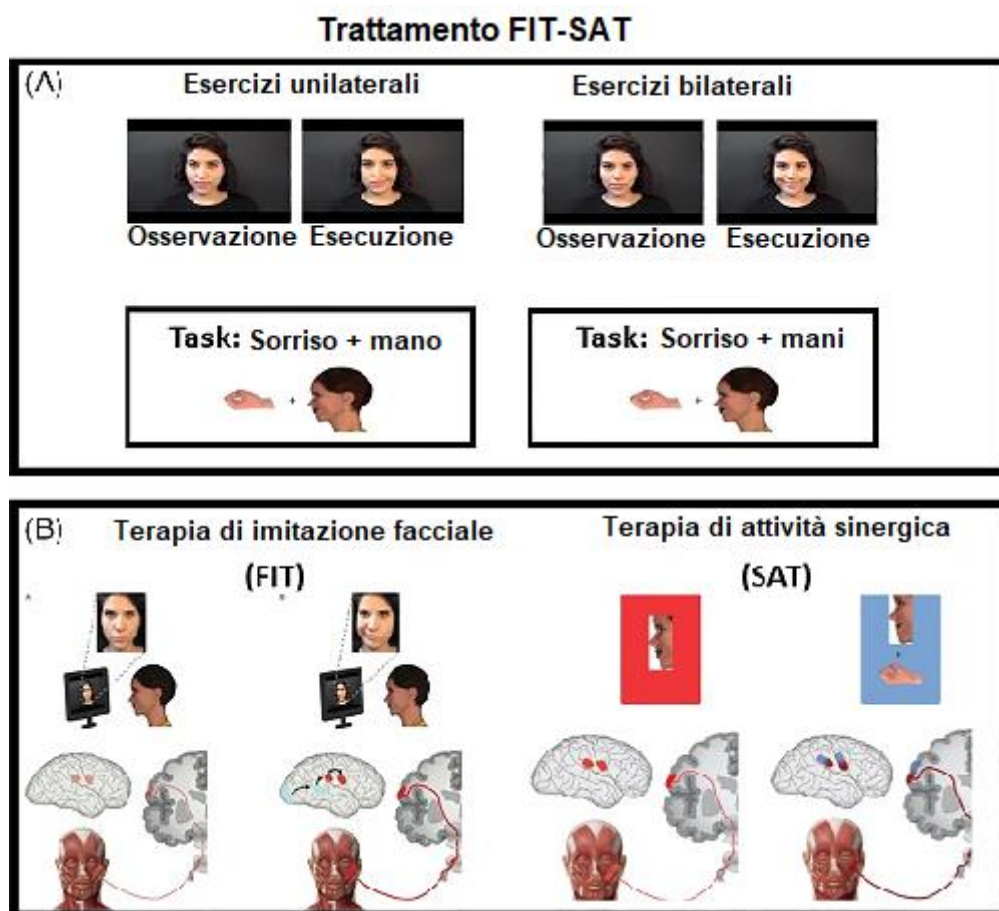 Trattamento FIT-SAT
(A)
Esercizi unilaterali
Esercizi bilaterali
Osservazione Esecuzione
Osservazione Esecuzione
Task: Sorriso + mano
Task: Sorriso + mani
+
+
(B)
Terapia di imitazione facciale
(FIT)
Terapia di attività sinergica
(SAT)
A